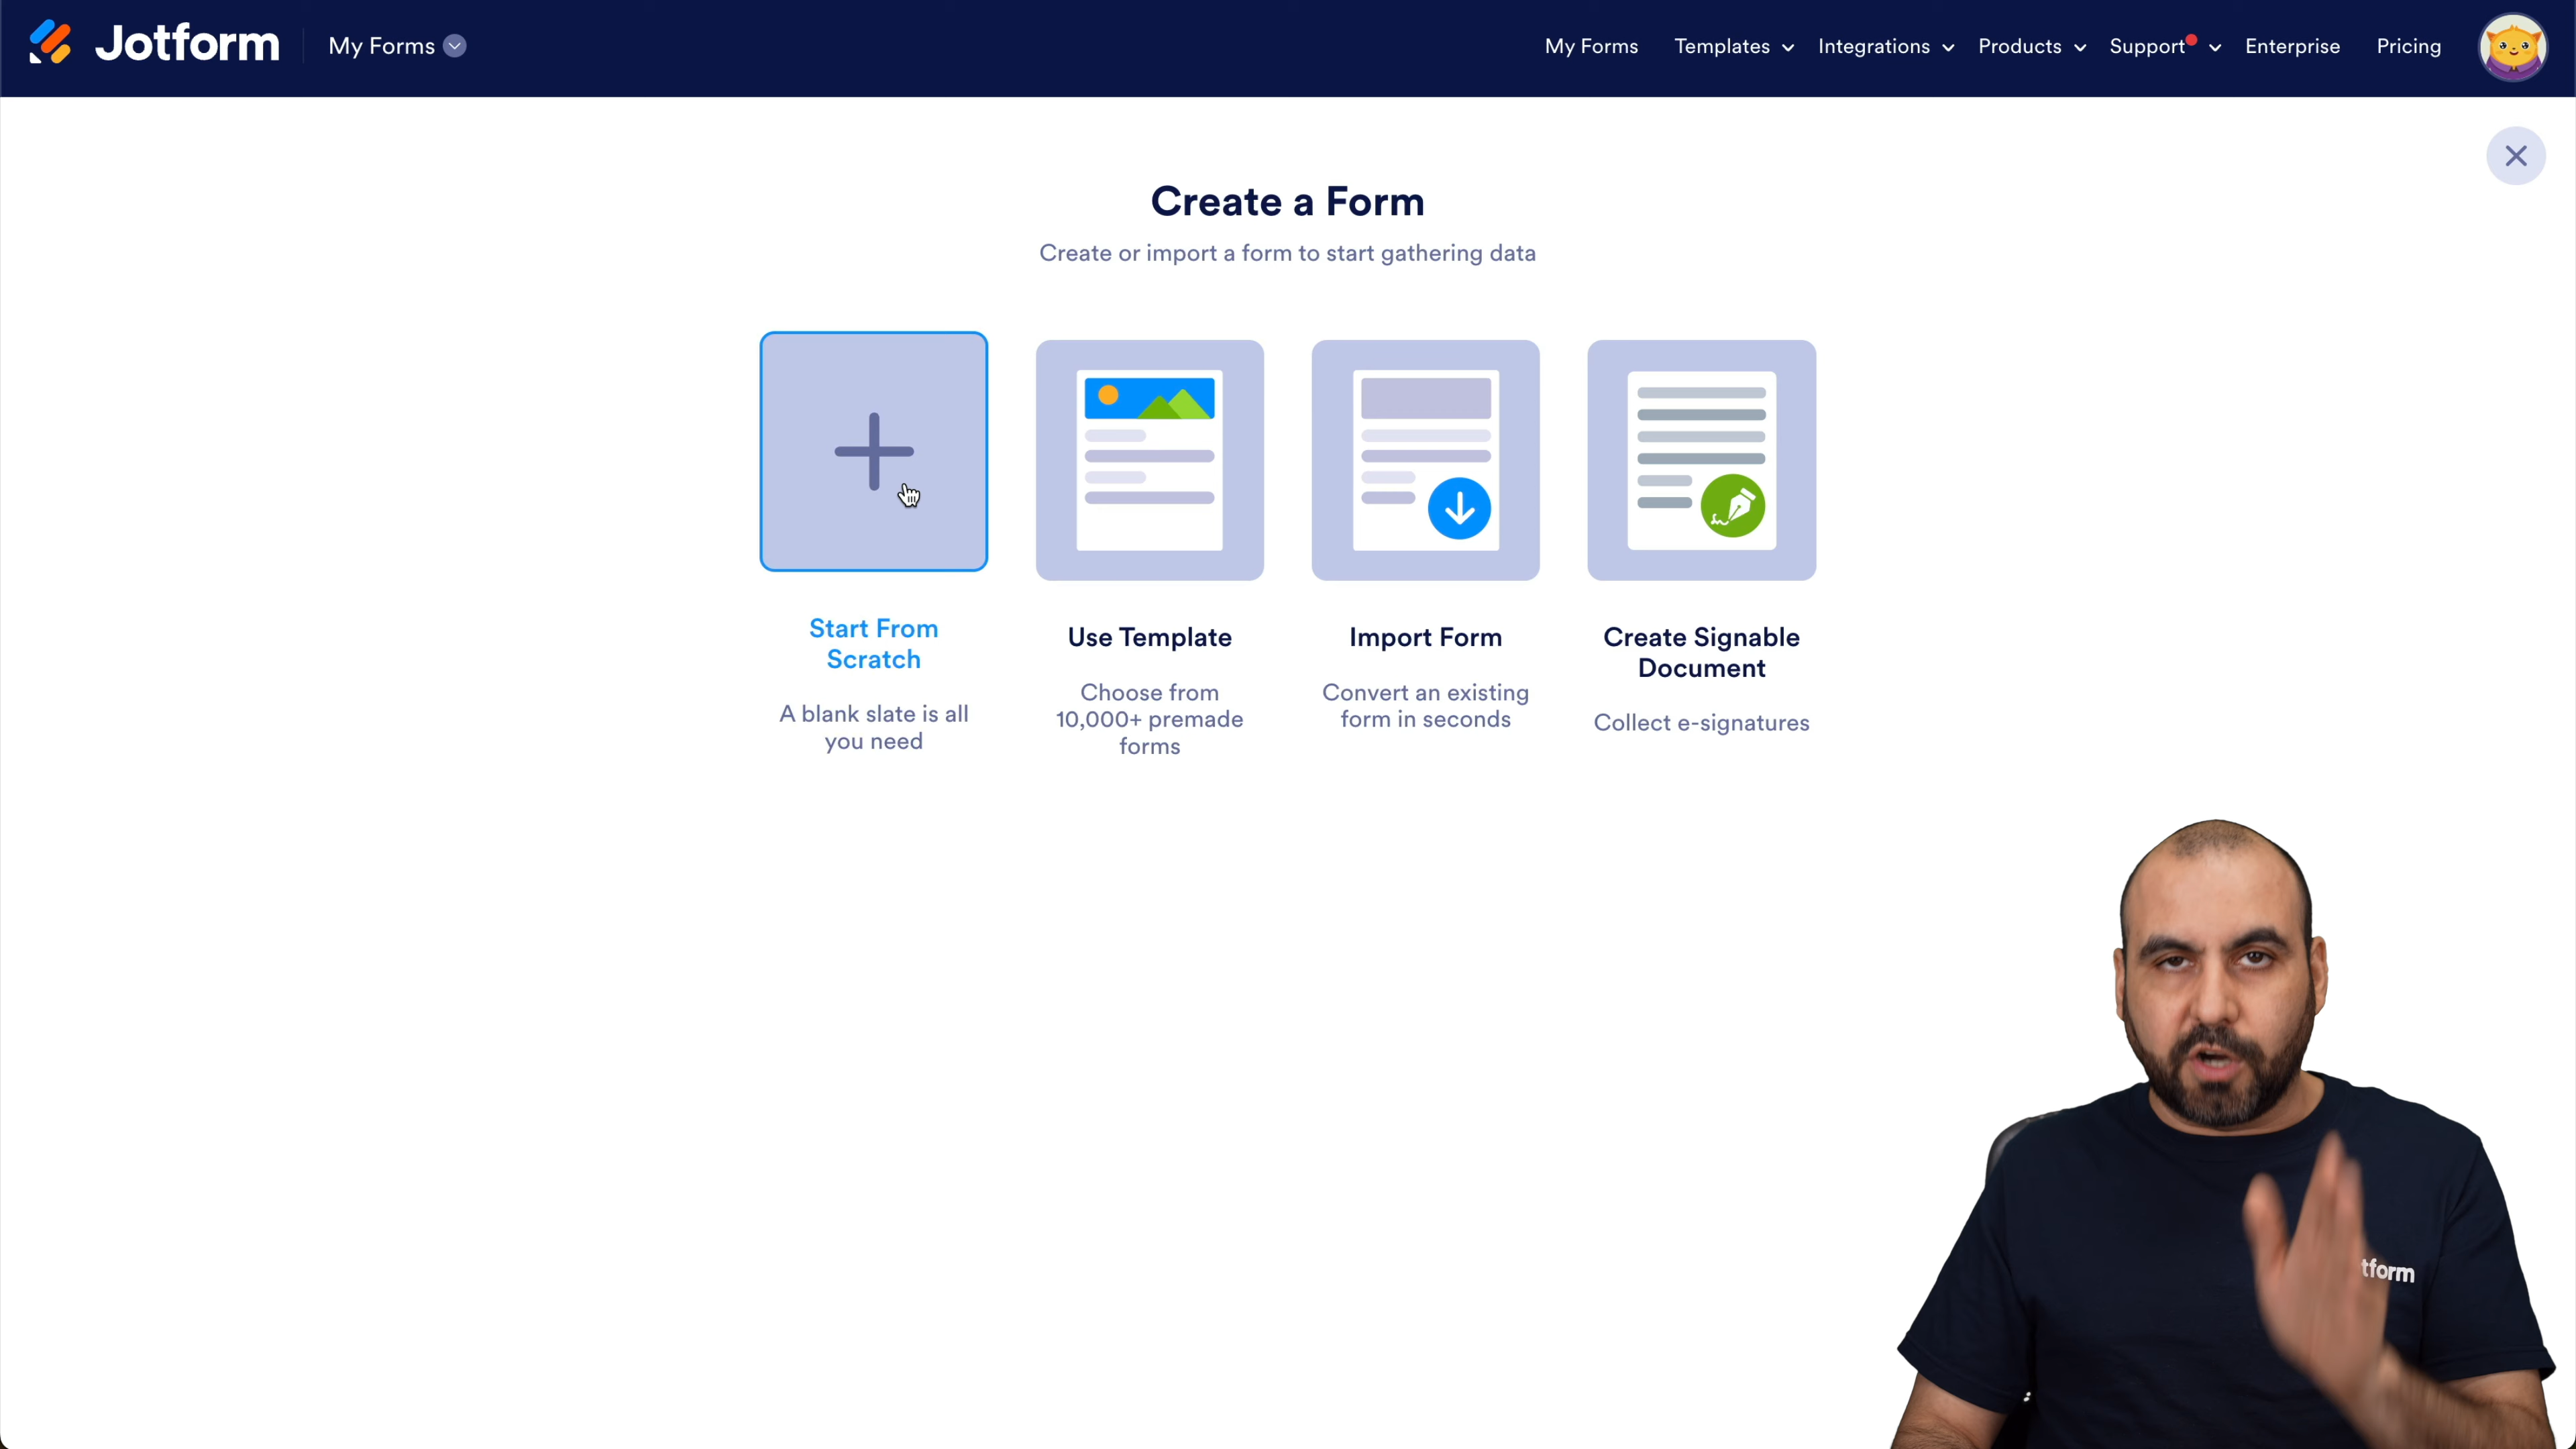 Jotform
My Forms
My Forms Templates Integrations Products Support Enterprise Pricing
Create a Form
Create or import a form to start gathering data
Start From
Scratch
A blank slate is all
you need
Use Template
Choose from
10,000+ premade
forms
Import Form
Convert an existing
form in seconds
Create Signable
Document
Collect e-signatures
tform